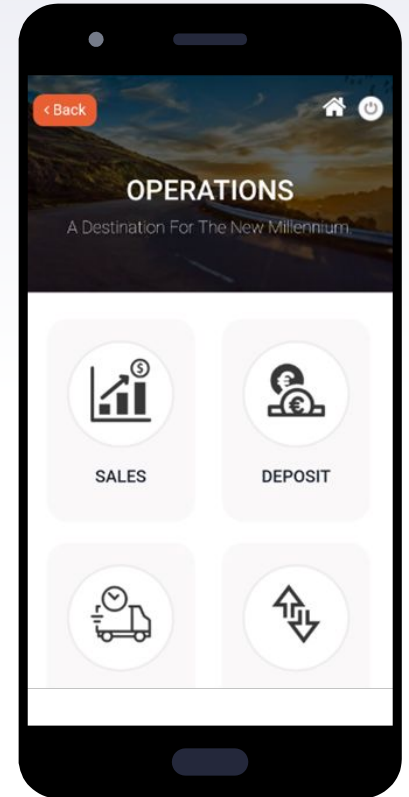 < Back
OPERATIONS
A Destination For The New Millennium.
SALES
DEPOSIT